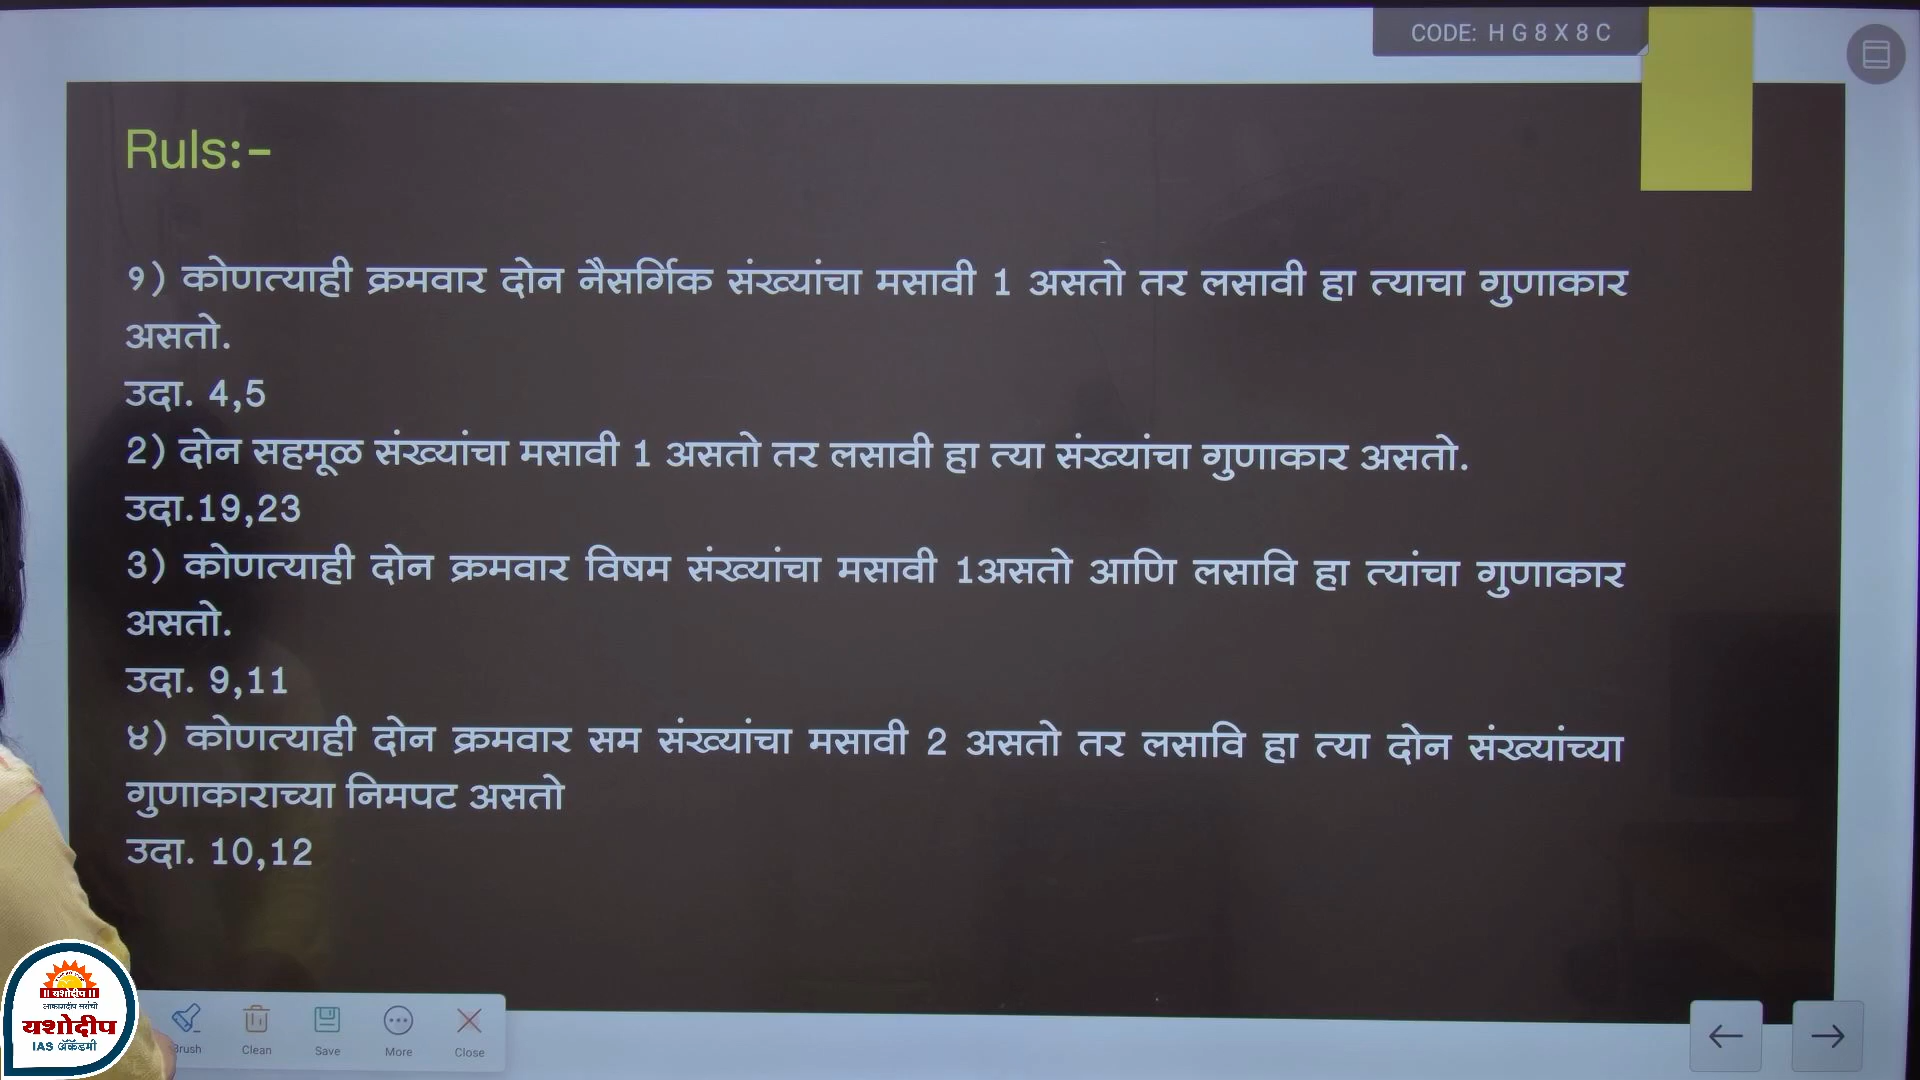 CODE: HG8X8C
Ruls:-
१) कोणत्याही क्रमवार दोन नैसर्गिक संख्यांचा मसावी 1 असतो तर लसावी हा त्याचा गुणाकार
असतो.
उदा. 4,5
2) दोन सहमूळ संख्यांचा मसावी 1 असतो तर लसावी हा त्या संख्यांचा गुणाकार असतो.
उदा.19,23
3) कोणत्याही दोन क्रमवार विषम संख्यांचा मसावी 1असतो आणि लसावि हा त्यांचा गुणाकार
असतो.
उदा. 9,11
४) कोणत्याही दोन क्रमवार सम संख्यांचा मसावी 2 असतो तर लसावि हा त्या दोन संख्यांच्या
गुणाकाराच्या निमपट असतो
उदा. 10,12
|| यशोदीप ||
यशोदीप
IAS ॲकॅडमी
Brush Clean Save More Close